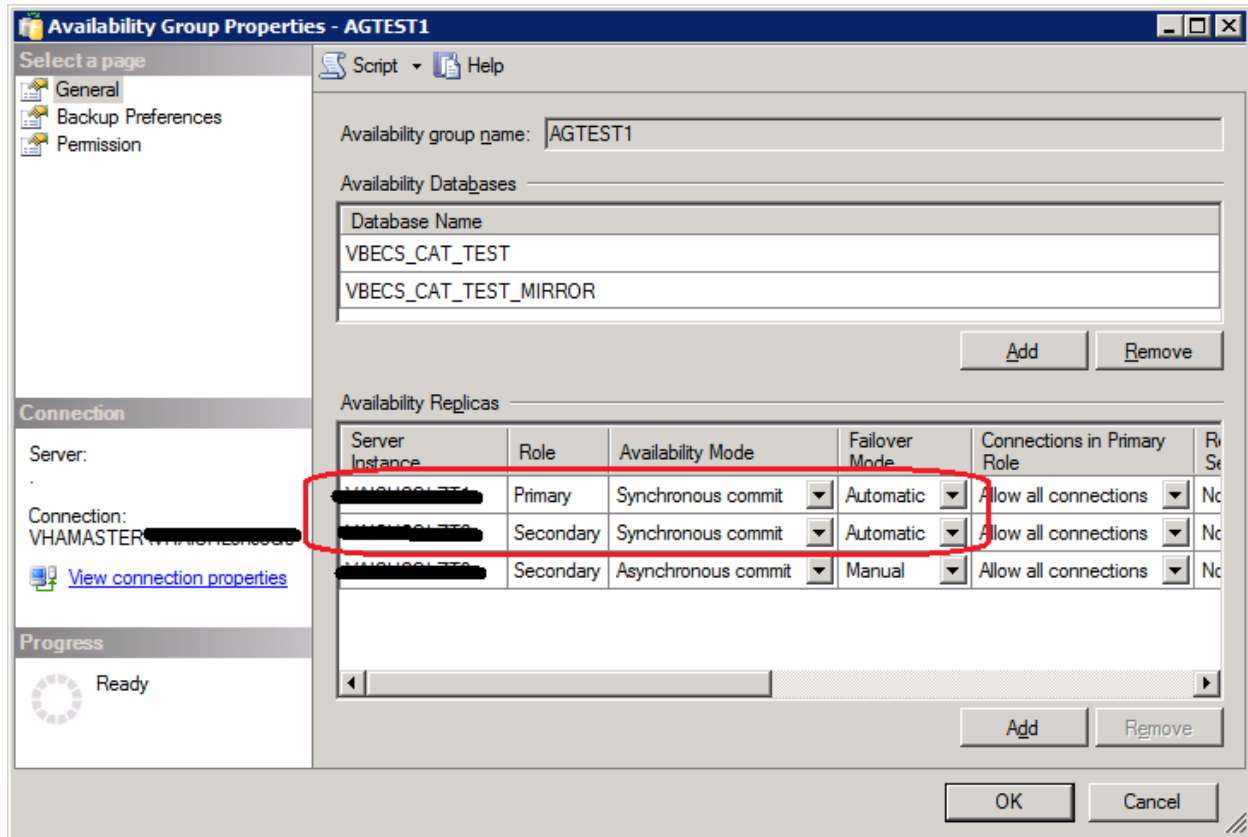 Availability Group Properties - AGTEST1
Select a page
General
Backup Preferences
Permission
Script
Help
Availability group name: AGTEST1
Availability Databases
Database Name
VBECS_CAT_TEST
VBECS_CAT_TEST_MIRROR
Add Remove
Connection
Server:
.
Connection:
VHAMASTER
View connection properties
Progress
Ready
Availability Replicas
Server Instance Role Availability Mode Failover Mode Connections in Primary Role
Primary Synchronous commit Automatic Allow all connections
Secondary Synchronous commit Automatic Allow all connections
Secondary Asynchronous commit Manual Allow all connections
Add Remove
OK Cancel